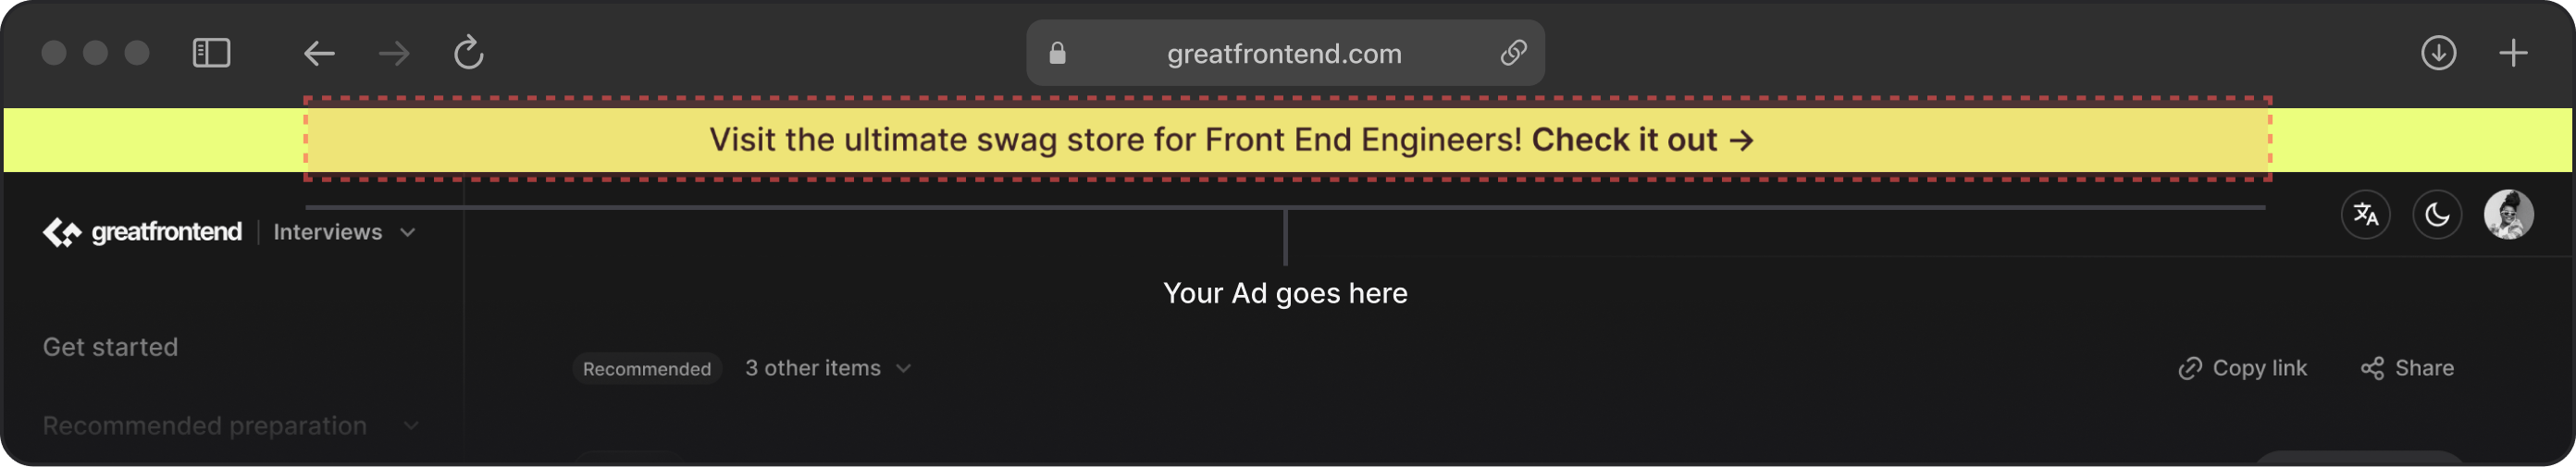 greatfrontend.com
Visit the ultimate swag store for Front End Engineers! Check it out →
greatfrontend | Interviews
Your Ad goes here
Get started
Recommended 3 other items
Copy link Share
Recommended preparation